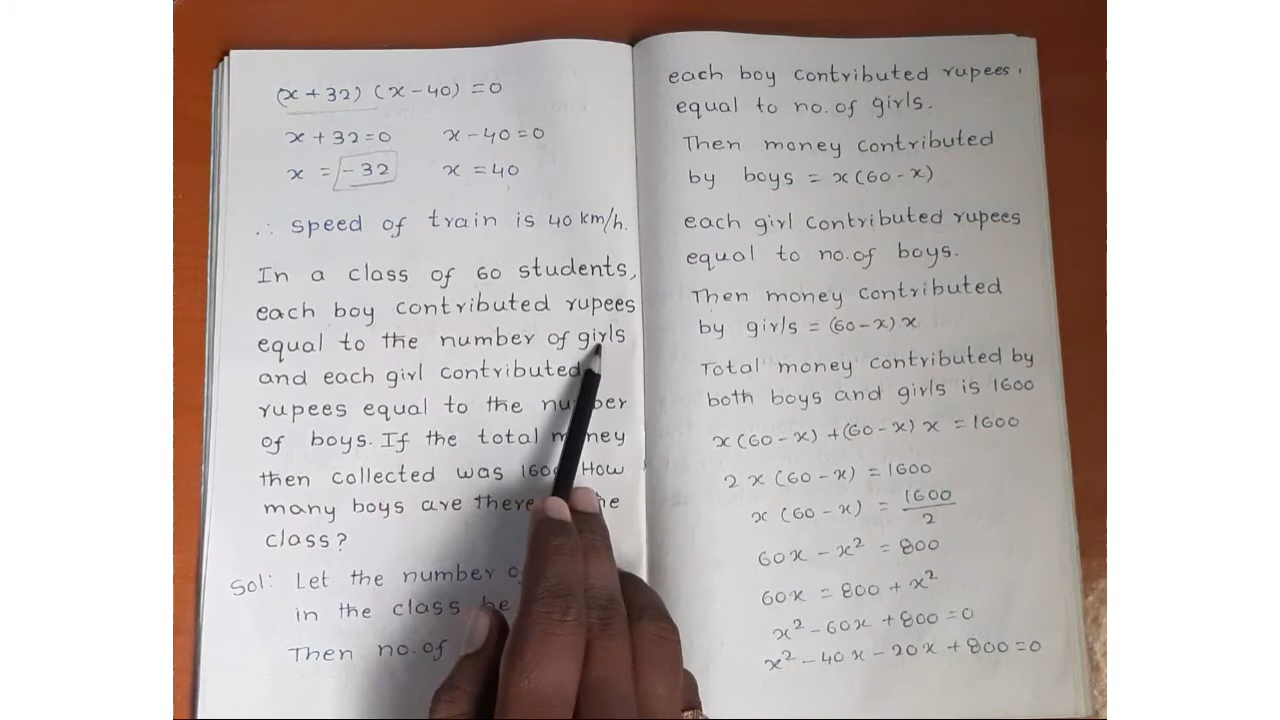 (x + 32) (x - 40) = 0
x + 32 = 0 x - 40 = 0
x = -32 x = 40
∴ speed of train is 40 km/h.
In a class of 60 students,
each boy contributed rupees
equal to the number of girls
and each girl contributed
rupees equal to the number
of boys. If the total money
then collected was 1600 How
many boys are there the
class?
Sol: Let the number
in the class be
Then no. of
each boy contributed rupees
equal to no. of girls.
Then money contributed
by boys = x(60 - x)
each girl contributed rupees
equal to no. of boys.
Then money contributed
by girls = (60 - x) x
Total money contributed by
both boys and girls is 1600
x(60 - x) + (60 - x) x = 1600
2x(60 - x) = 1600
x(60 - x) = 1600/2
60x - x² = 800
60x = 800 + x²
x² - 60x + 800 = 0
x² - 40x - 20x + 800 = 0